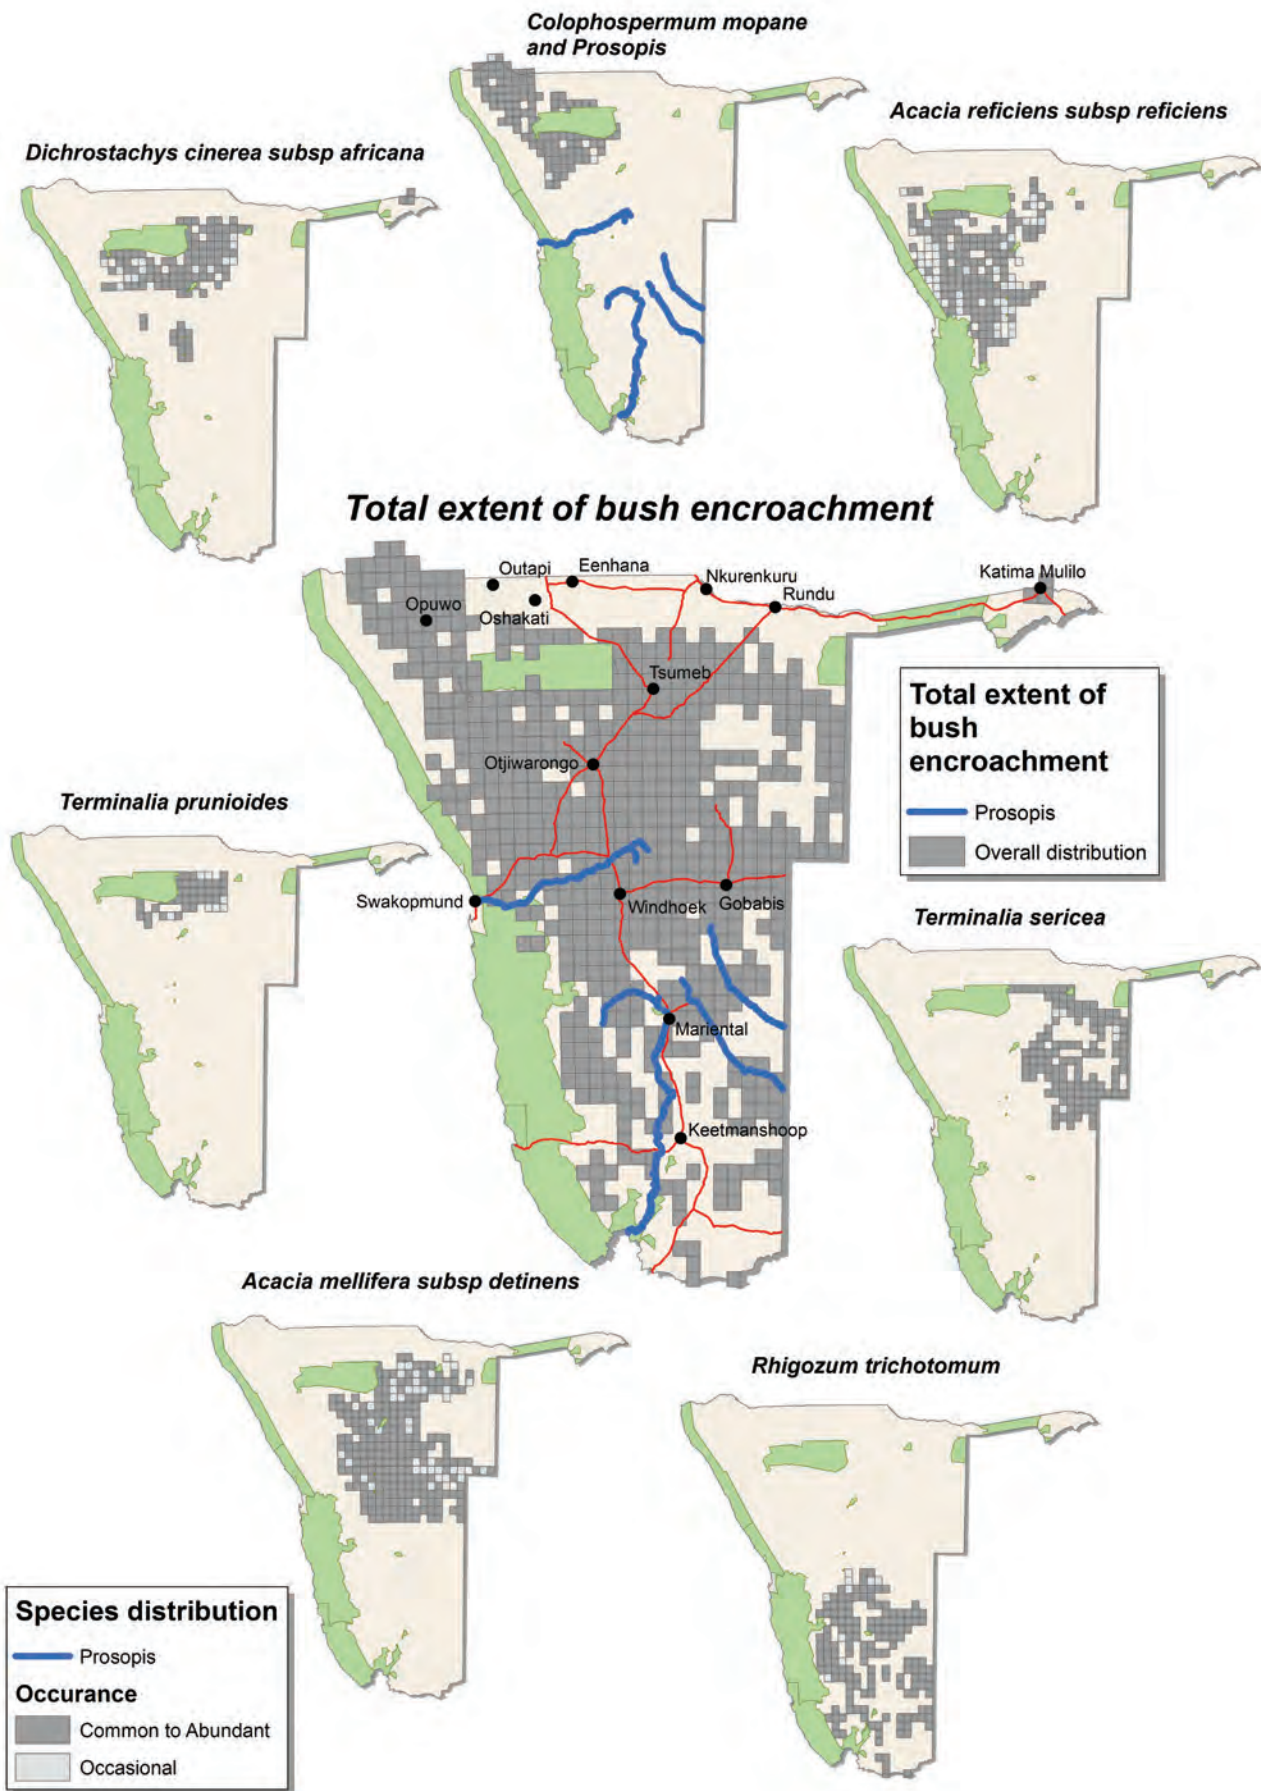 Colophospermum mopane
and Prosopis
Acacia reficiens subsp reficiens
Dichrostachys cinerea subsp africana
Total extent of bush encroachment
Outapi
Eenhana
Nkurenkuru
Katima Mulilo
Rundu
Opuwo
Oshakati
Tsumeb
Otjiwarongo
Swakopmund
Windhoek
Gobabis
Mariental
Keetmanshoop
Total extent of
bush
encroachment
Prosopis
Overall distribution
Terminalia prunioides
Terminalia sericea
Acacia mellifera subsp detinens
Rhigozum trichotomum
Species distribution
Prosopis
Occurance
Common to Abundant
Occasional